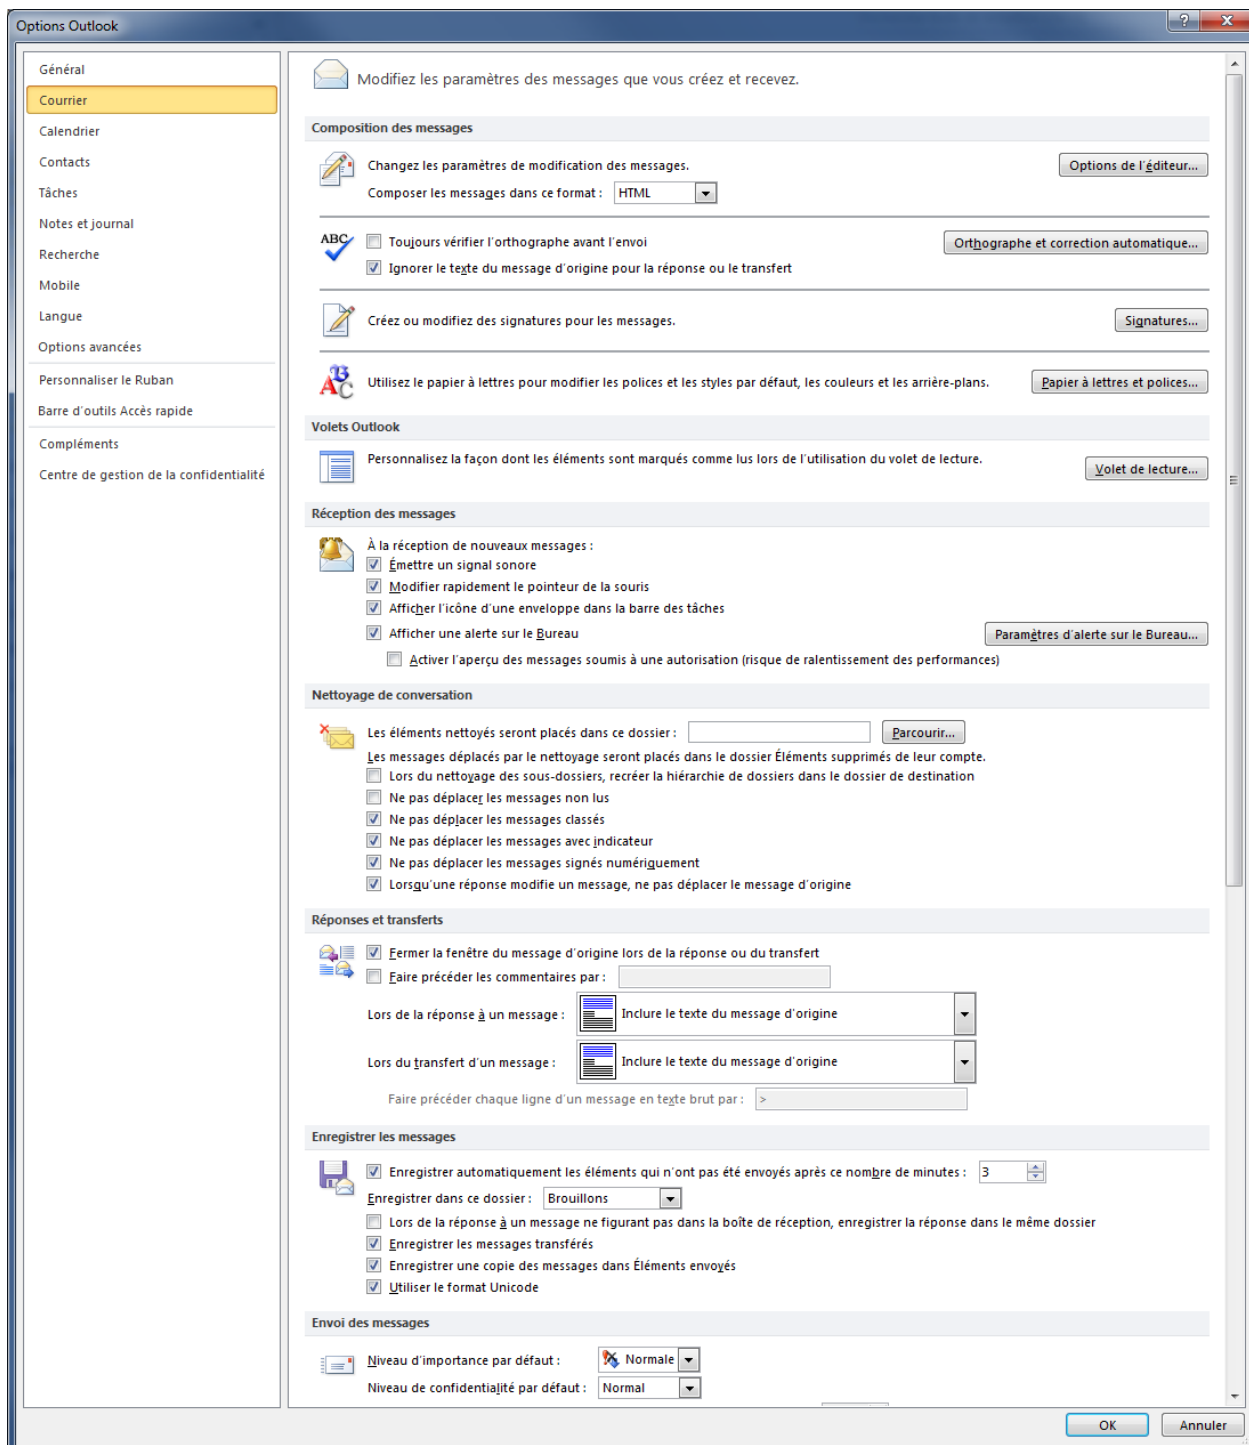 Options Outlook
Général
Courrier
Calendrier
Contacts
Tâches
Notes et journal
Recherche
Mobile
Langue
Options avancées
Personnaliser le Ruban
Barre d'outils Accès rapide
Compléments
Centre de gestion de la confidentialité
Modifiez les paramètres des messages que vous créez et recevez.
Composition des messages
Changez les paramètres de modification des messages.
Options de l'éditeur...
Composer les messages dans ce format : HTML
ABC
Toujours vérifier l'orthographe avant l'envoi
Orthographe et correction automatique...
Ignorer le texte du message d'origine pour la réponse ou le transfert
Créez ou modifiez des signatures pour les messages.
Signatures...
Utilisez le papier à lettres pour modifier les polices et les styles par défaut, les couleurs et les arrière-plans.
Papier à lettres et polices...
Volets Outlook
Personnalisez la façon dont les éléments sont marqués comme lus lors de l'utilisation du volet de lecture.
Volet de lecture...
Réception des messages
À la réception de nouveaux messages :
Émettre un signal sonore
Modifier rapidement le pointeur de la souris
Afficher l'icône d'une enveloppe dans la barre des tâches
Afficher une alerte sur le Bureau
Paramètres d'alerte sur le Bureau...
Activer l'aperçu des messages soumis à une autorisation (risque de ralentissement des performances)
Nettoyage de conversation
Les éléments nettoyés seront placés dans ce dossier :
Parcourir...
Les messages déplacés par le nettoyage seront placés dans le dossier Éléments supprimés de leur compte.
Lors du nettoyage des sous-dossiers, recréer la hiérarchie de dossiers dans le dossier de destination
Ne pas déplacer les messages non lus
Ne pas déplacer les messages classés
Ne pas déplacer les messages avec indicateur
Ne pas déplacer les messages signés numériquement
Lorsqu'une réponse modifie un message, ne pas déplacer le message d'origine
Réponses et transferts
Fermer la fenêtre du message d'origine lors de la réponse ou du transfert
Faire précéder les commentaires par :
Lors de la réponse à un message : Inclure le texte du message d'origine
Lors du transfert d'un message : Inclure le texte du message d'origine
Faire précéder chaque ligne d'un message en texte brut par : >
Enregistrer les messages
Enregistrer automatiquement les éléments qui n'ont pas été envoyés après ce nombre de minutes : 3
Enregistrer dans ce dossier : Brouillons
Lors de la réponse à un message ne figurant pas dans la boîte de réception, enregistrer la réponse dans le même dossier
Enregistrer les messages transférés
Enregistrer une copie des messages dans Éléments envoyés
Utiliser le format Unicode
Envoi des messages
Niveau d'importance par défaut : Normale
Niveau de confidentialité par défaut : Normal
OK
Annuler